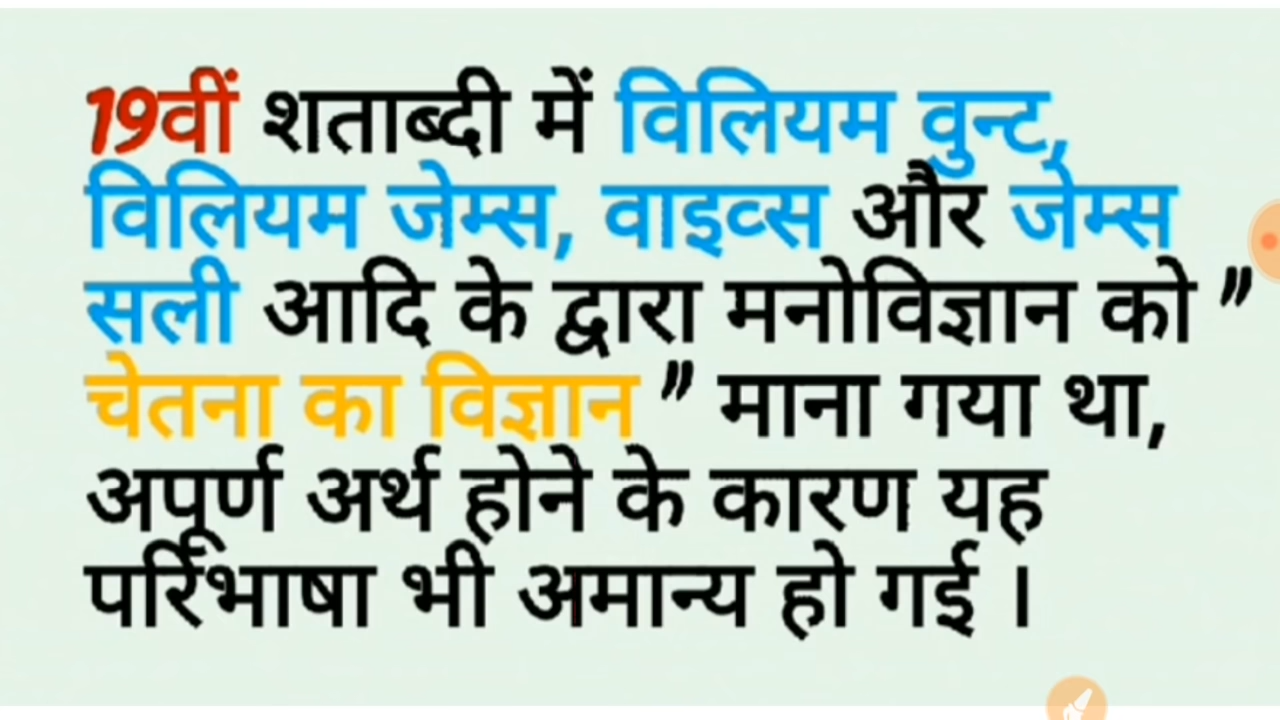 19वीं शताब्दी में विलियम वुन्ट,
विलियम जेम्स, वाइव्स और जेम्स
सली आदि के द्वारा मनोविज्ञान को "
चेतना का विज्ञान " माना गया था,
अपूर्ण अर्थ होने के कारण यह
परिभाषा भी अमान्य हो गई ।